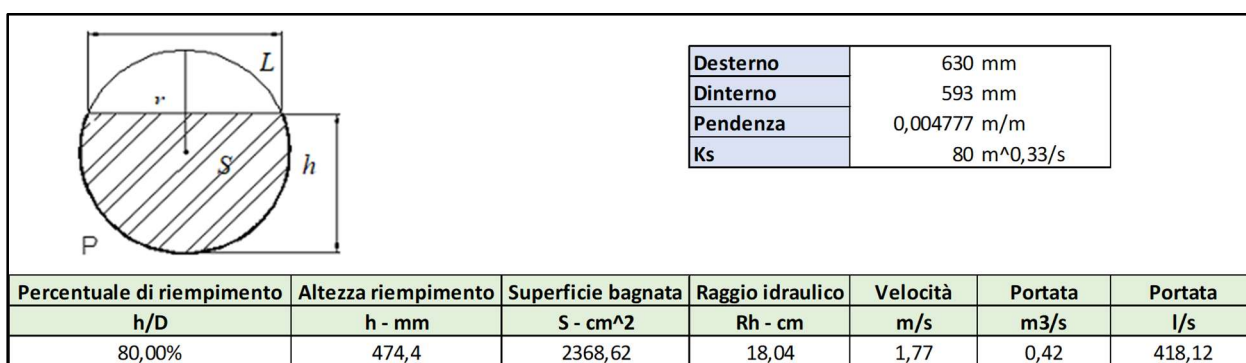 L
r
S
h
P
Desterno 630 mm
Dinterno 593 mm
Pendenza 0,004777 m/m
Ks 80 m^0,33/s
Percentuale di riempimento Altezza riempimento Superficie bagnata Raggio idraulico Velocità Portata Portata
h/D h - mm S - cm^2 Rh - cm m/s m3/s l/s
80,00% 474,4 2368,62 18,04 1,77 0,42 418,12